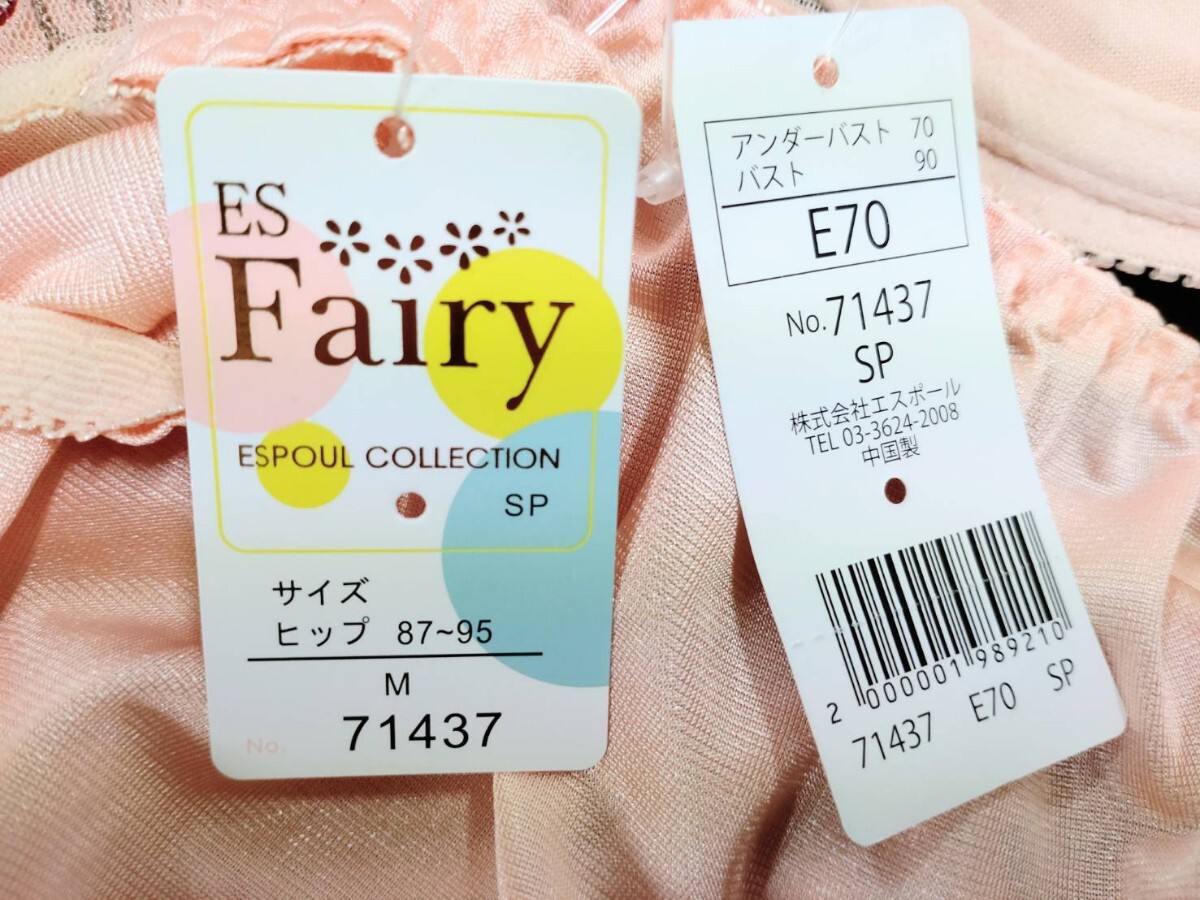 ES
Fairy
ESPOUL COLLECTION
SP
サイズ
ヒップ 87~95
M
No. 71437
アンダーバスト 70
バスト 90
E70
No.71437
SP
株式会社エスポール
TEL 03-3624-2008
中国製
2 000001 989210
71437 E70 SP